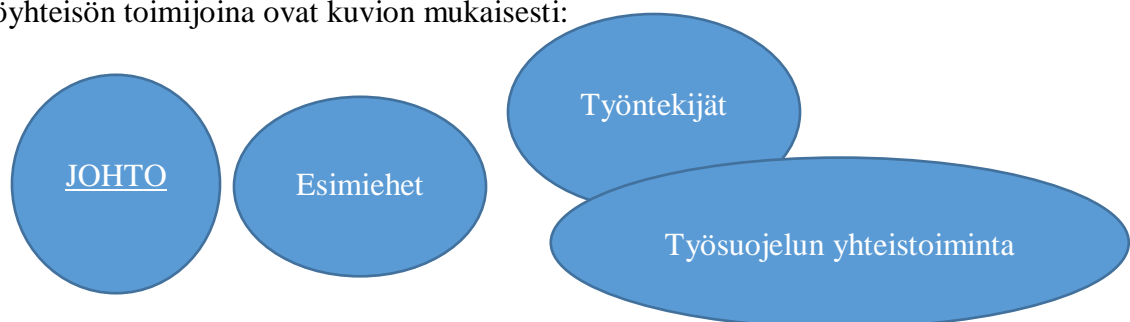 öyhteisön toimijoina ovat kuvion mukaisesti:
Työntekijät
JOHTO
Esimiehet
Työsuojelun yhteistoiminta